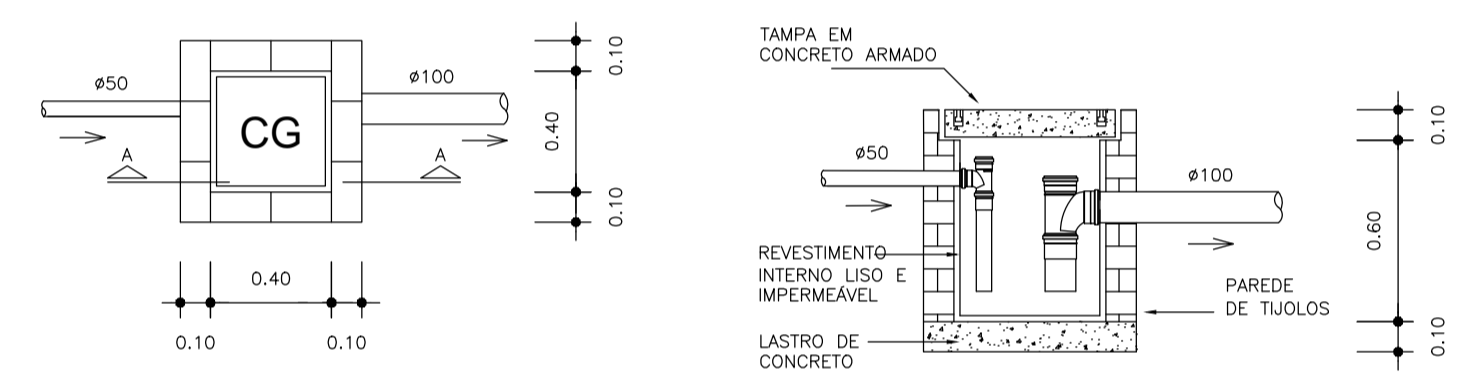 ø50
ø100
CG
A
A
0.10
0.40
0.10
0.40
0.10
0.10
TAMPA EM
CONCRETO ARMADO
ø50
ø100
REVESTIMENTO
INTERNO LISO E
IMPERMEÁVEL
LASTRO DE
CONCRETO
PAREDE
DE TIJOLOS
0.10
0.60
0.10